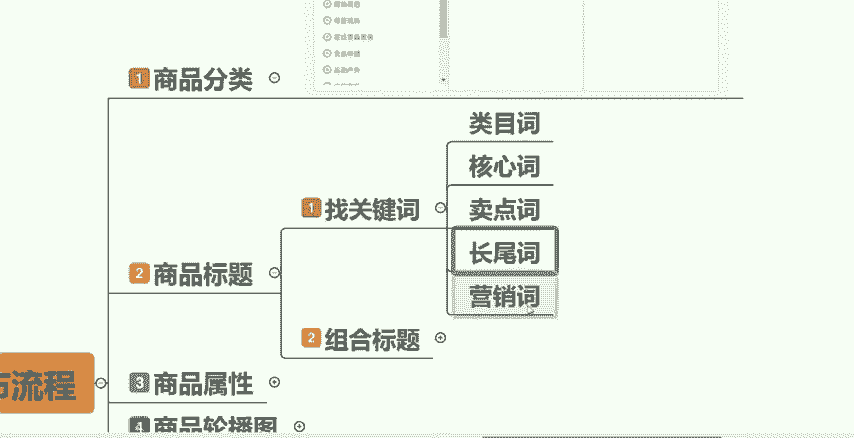 1 商品分类
类目词
核心词
1 找关键词
卖点词
长尾词
2 商品标题
营销词
2 组合标题
流程
3 商品属性
4 商品轮播图